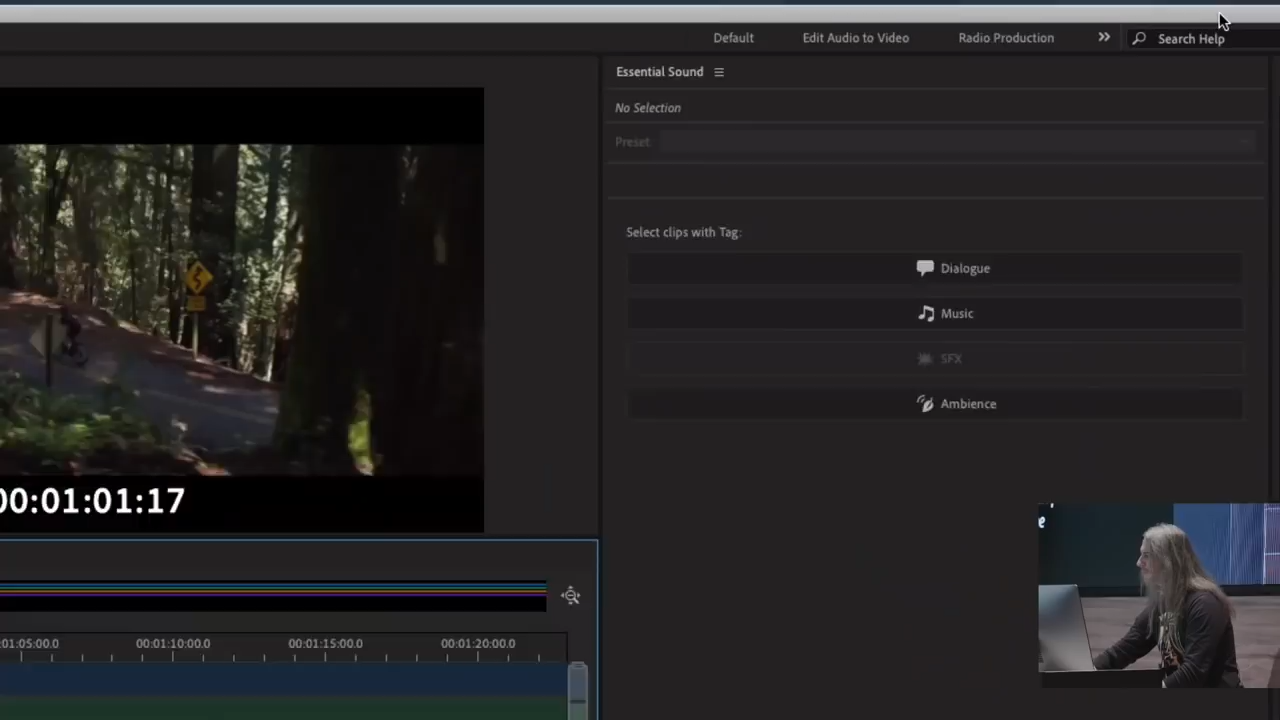 Default Edit Audio to Video Radio Production Search Help
Essential Sound
No Selection
Preset
Select clips with Tag:
Dialogue
Music
SFX
Ambience
00:01:01:17
:01:05:00.0 00:01:10:00.0 00:01:15:00.0 00:01:20:00.0